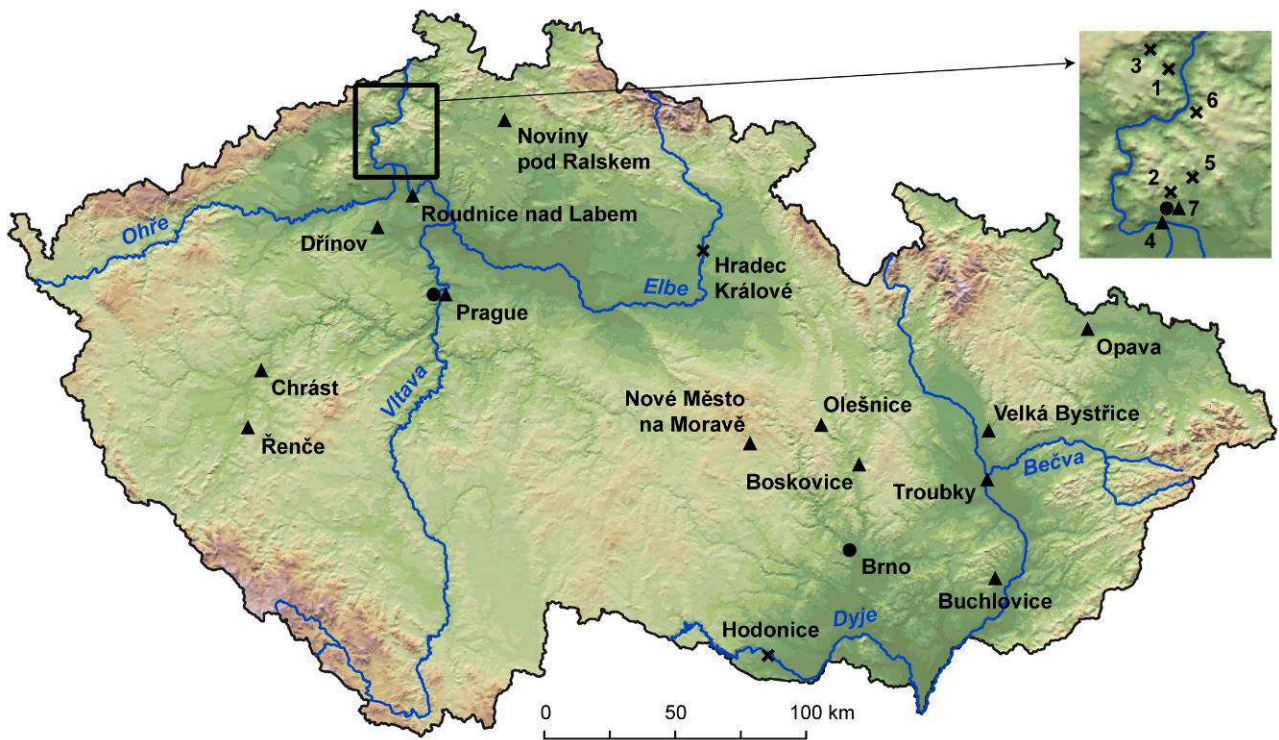 3
1
6
5
2
7
4
Noviny
pod Ralskem
Roudnice nad Labem
Ohře
Dřínov
Hradec
Králové
Elbe
Prague
Opava
Chrást
Vltava
Nové Město
na Moravě
Olešnice
Velká Bystřice
Řenče
Bečva
Boskovice
Troubky
Brno
Buchlovice
Dyje
Hodonice
0 50 100 km